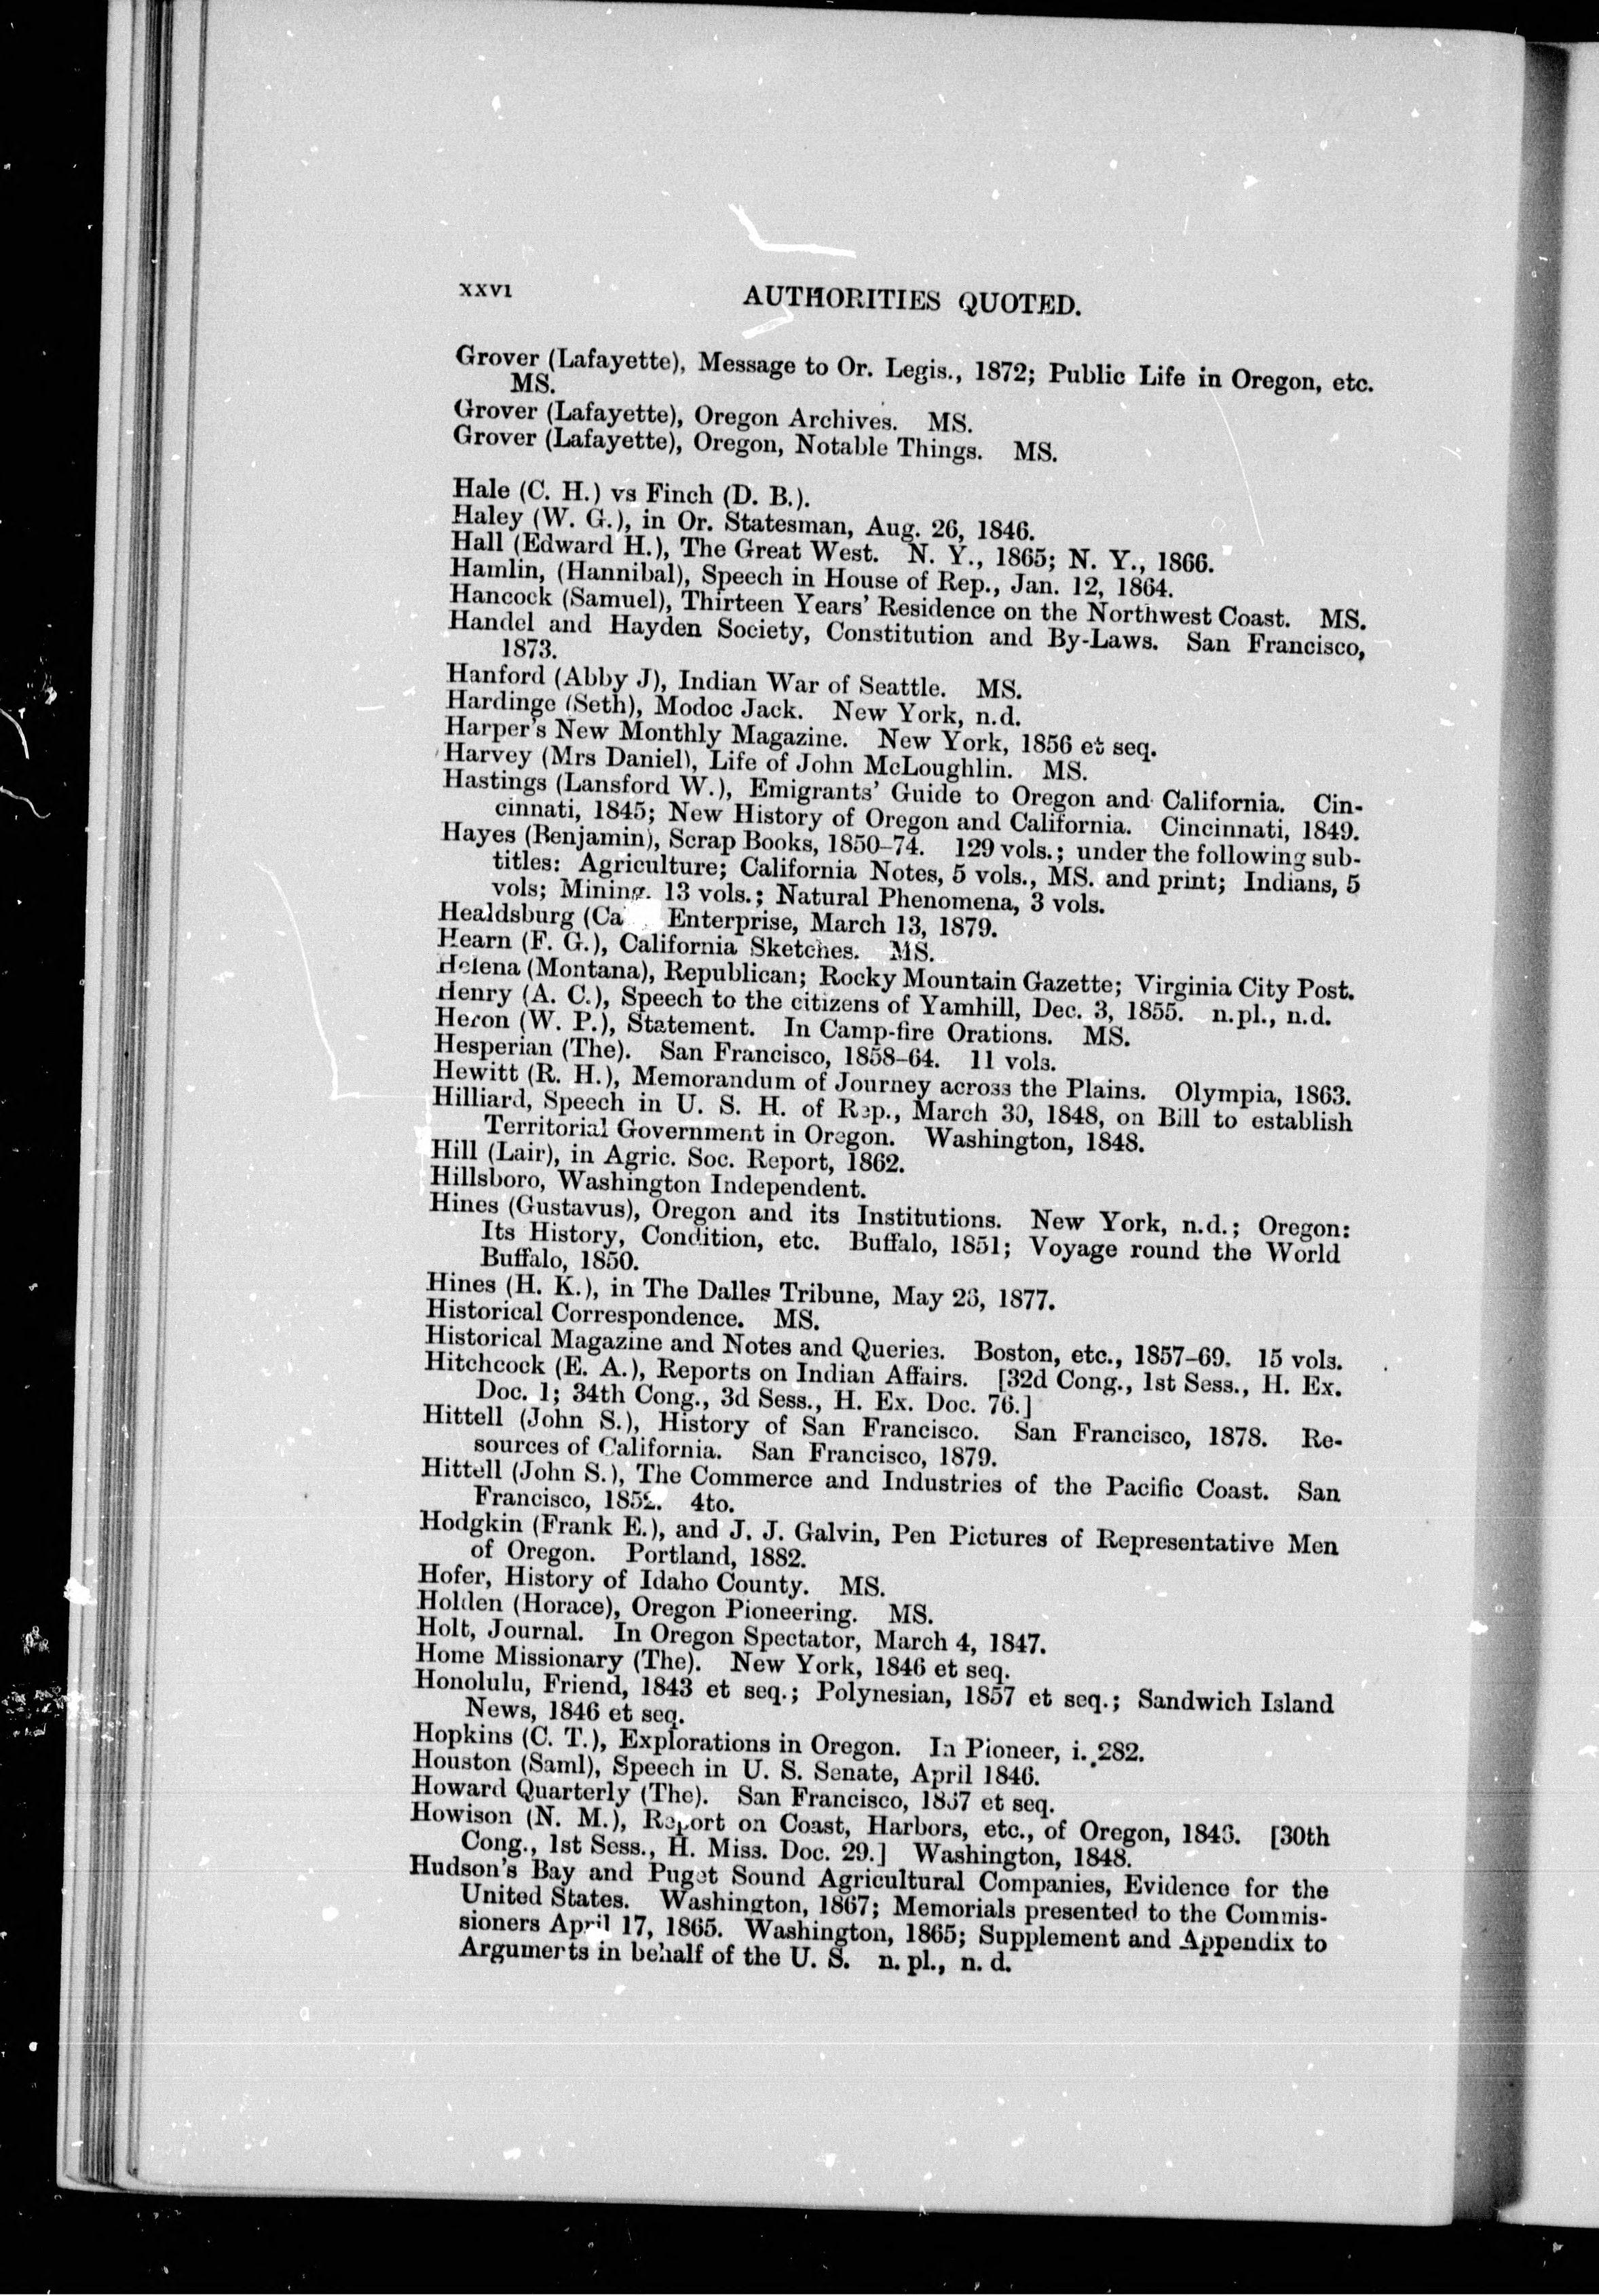 xxvi AUTHORITIES QUOTED.
Grover (Lafayette), Message to Or. Legis., 1872; Public Life in Oregon, etc.
MS.
Grover (Lafayette), Oregon Archives. MS.
Grover (Lafayette), Oregon, Notable Things. MS.
Hale (C. H.) vs Finch (D. B.).
Haley (W. G.), in Or. Statesman, Aug. 26, 1846.
Hall (Edward H.), The Great West. N. Y., 1865; N. Y., 1866.
Hamlin, (Hannibal), Speech in House of Rep., Jan. 12, 1864.
Hancock (Samuel), Thirteen Years' Residence on the Northwest Coast. MS.
Handel and Hayden Society, Constitution and By-Laws. San Francisco,
1873.
Hanford (Abby J), Indian War of Seattle. MS.
Hardinge (Seth), Modoc Jack. New York, n.d.
Harper's New Monthly Magazine. New York, 1856 et seq.
Harvey (Mrs Daniel), Life of John McLoughlin. MS.
Hastings (Lansford W.), Emigrants' Guide to Oregon and California. Cin-
cinnati, 1845; New History of Oregon and California. Cincinnati, 1849.
Hayes (Benjamin), Scrap Books, 1850-74. 129 vols.; under the following sub-
titles: Agriculture; California Notes, 5 vols., MS. and print; Indians, 5
vols; Mining. 13 vols.; Natural Phenomena, 3 vols.
Healdsburg (Ca Enterprise, March 13, 1879.
Hearn (F. G.), California Sketches. MS.
Helena (Montana), Republican; Rocky Mountain Gazette; Virginia City Post.
Henry (A. C.), Speech to the citizens of Yamhill, Dec. 3, 1855. n.pl., n.d.
Heron (W. P.), Statement. In Camp-fire Orations. MS.
Hesperian (The). San Francisco, 1858-64. 11 vols.
Hewitt (R. H.), Memorandum of Journey across the Plains. Olympia, 1863.
Hilliard, Speech in U. S. H. of Rep., March 30, 1848, on Bill to establish
Territorial Government in Oregon. Washington, 1848.
Hill (Lair), in Agric. Soc. Report, 1862.
Hillsboro, Washington Independent.
Hines (Gustavus), Oregon and its Institutions. New York, n.d.; Oregon:
Its History, Condition, etc. Buffalo, 1851; Voyage round the World
Buffalo, 1850.
Hines (H. K.), in The Dalles Tribune, May 26, 1877.
Historical Correspondence. MS.
Historical Magazine and Notes and Queries. Boston, etc., 1857-69. 15 vols.
Hitchcock (E. A.), Reports on Indian Affairs. [32d Cong., 1st Sess., H. Ex.
Doc. 1; 34th Cong., 3d Sess., H. Ex. Doc. 76.]
Hittell (John S.), History of San Francisco. San Francisco, 1878. Re-
sources of California. San Francisco, 1879.
Hittell (John S.), The Commerce and Industries of the Pacific Coast. San
Francisco, 4to.
Hodgkin (Frank E.), and J. J. Galvin, Pen Pictures of Representative Men
of Oregon. Portland, 1882.
Hofer, History of Idaho County. MS.
Holden (Horace), Oregon Pioneering. MS.
Holt, Journal. In Oregon Spectator, March 4, 1847.
Home Missionary (The). New York, 1846 et seq.
Honolulu, Friend, 1843 et seq.; Polynesian, 1857 et seq.; Sandwich Island
News, 1846 et seq.
Hopkins (C. T.), Explorations in Oregon. In Pioneer, i. 282.
Houston (Saml), Speech in U. S. Senate, April 1846.
Howard Quarterly (The). San Francisco, 1867 et seq.
Howison (N. M.), Report on Coast, Harbors, etc., of Oregon, 1846. [30th
Cong., 1st Sess., H. Miss. Doc. 29.] Washington, 1848.
Hudson's Bay and Puget Sound Agricultural Companies, Evidence for the
United States. Washington, 1867; Memorials presented to the Commis-
sioners April 17, 1865. Washington, 1865; Supplement and Appendix to
Arguments in behalf of the U. S. n. pl., n. d.